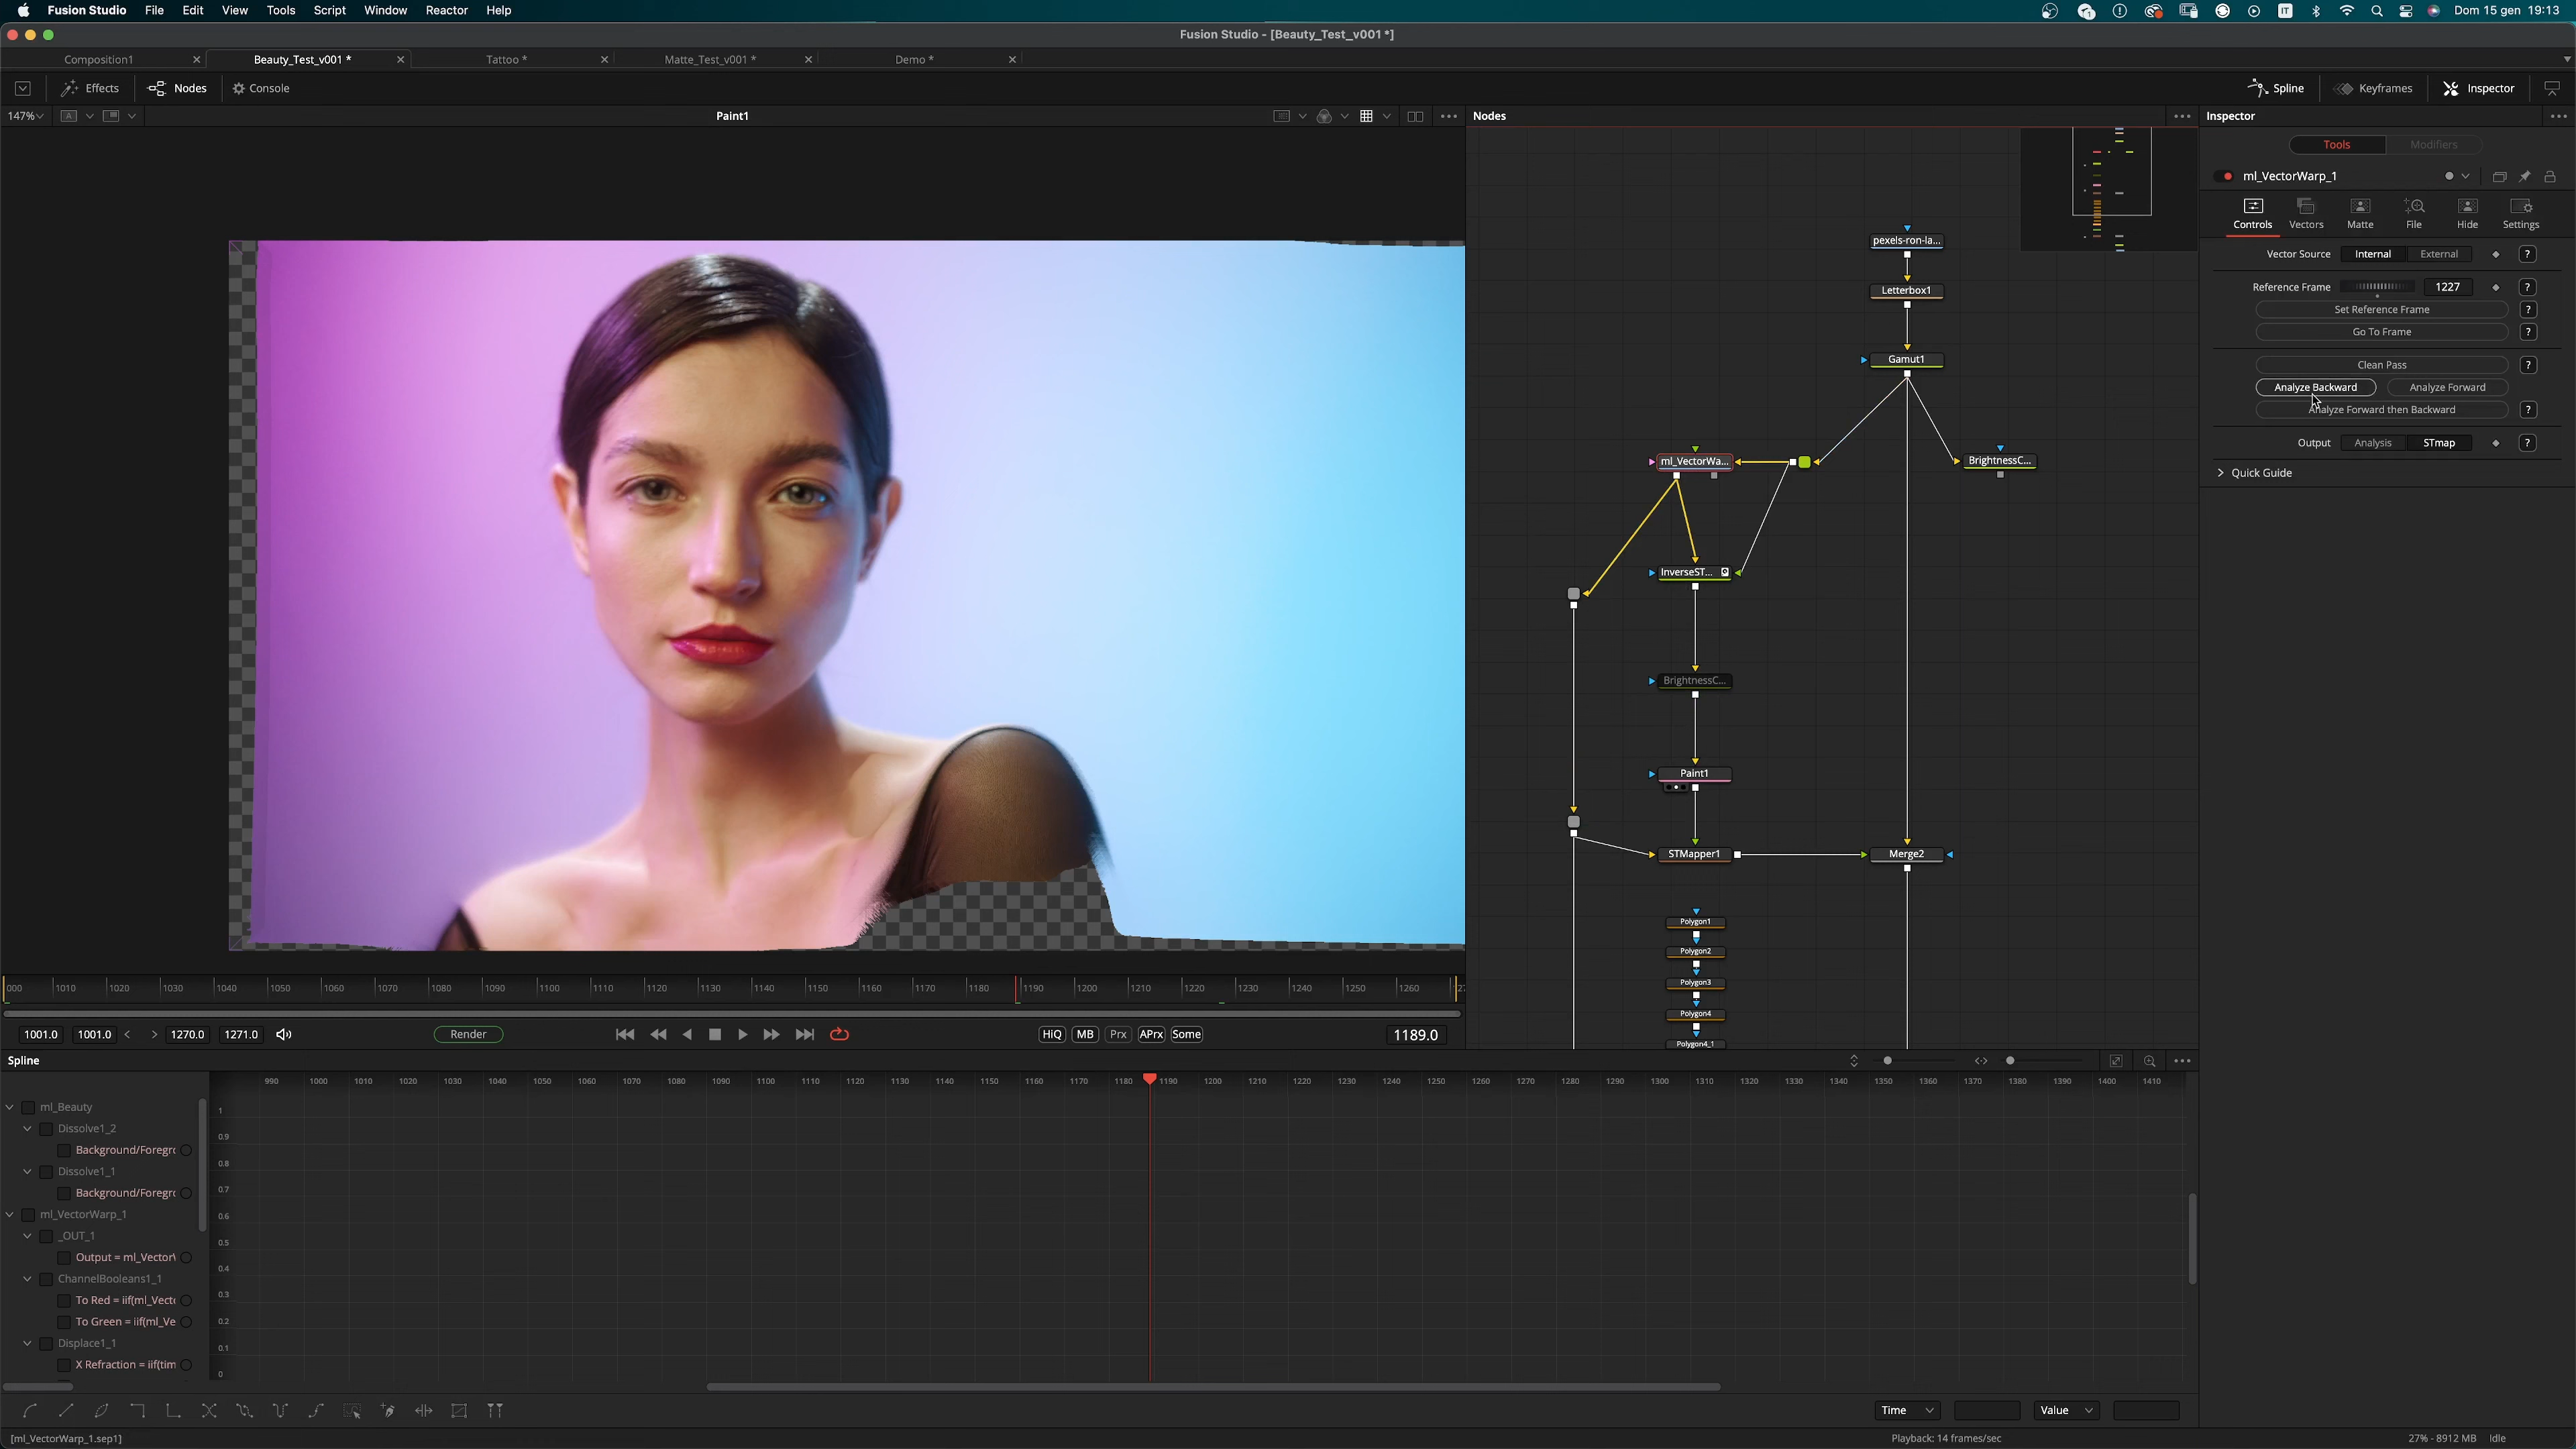 Fusion Studio File Edit View Tools Script Window Reactor Help
IT Dom 15 gen 19:13
Fusion Studio - [Beauty_Test_v001 *]
Composition1 Beauty_Test_v001 * Tattoo * Matte_Test_v001 * Demo *
Effects Nodes Console Spline Keyframes Inspector
147% A Paint1
Nodes
Inspector
Tools Modifiers
ml_VectorWarp_1
Controls Vectors Matte File Hide Settings
Vector Source Internal External ?
Reference Frame 1227 ?
Set Reference Frame ?
Go To Frame ?
Clean Pass ?
Analyze Backward Analyze Forward
Analyze Forward then Backward ?
Output Analysis STmap ?
Quick Guide
pexels-ron-la...
Letterbox1
Gamut1
ml_VectorWa...
BrightnessC...
InverseST...
BrightnessC...
Paint1
STMapper1
Merge2
Polygon1
Polygon2
Polygon3
Polygon4
Polygon4_1
000 1010 1020 1030 1040 1050 1060 1070 1080 1090 1100 1110 1120 1130 1140 1150 1160 1170 1180 1190 1200 1210 1220 1230 1240 1250 1260 127
1001.0 1001.0 < > 1270.0 1271.0 Render HiQ MB Prx APrx Some 1189.0
Spline
990 1000 1010 1020 1030 1040 1050 1060 1070 1080 1090 1100 1110 1120 1130 1140 1150 1160 1170 1180 1190 1200 1210 1220 1230 1240 1250 1260 1270 1280 1290 1300 1310 1320 1330 1340 1350 1360 1370 1380 1390 1400 1410
ml_Beauty
Dissolve1_2
Background/Foregr
Dissolve1_1
Background/Foregr
ml_VectorWarp_1
_OUT_1
Output = ml_Vector
ChannelBooleans1_1
To Red = iif(ml_Vect
To Green = iif(ml_Ve
Displace1_1
X Refraction = iif(tim
1
0.9
0.8
0.7
0.6
0.5
0.4
0.3
0.2
0.1
0
Time Value
[ml_VectorWarp_1.sep1] Playback: 14 frames/sec 27% - 8912 MB Idle